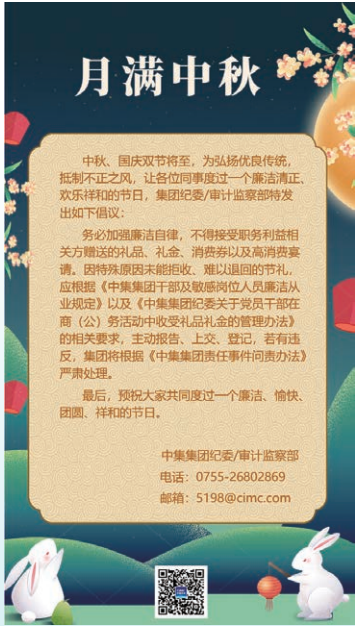 月满中秋
中秋、国庆双节将至，为弘扬优良传统，
抵制不正之风，让各位同事度过一个廉洁清正、
欢乐祥和的节日，集团纪委/审计监察部特发
出如下倡议：
务必加强廉洁自律，不得接受职务利益相
关方赠送的礼品、礼金、消费券以及高消费宴
请。因特殊原因未能拒收、难以退回的节礼，
应根据《中集集团干部及敏感岗位人员廉洁从
业规定》以及《中集集团纪委关于党员干部在
商（公）务活动中收受礼品礼金的管理办法》
的相关要求，主动报告、上交、登记，若有违
反，集团将根据《中集集团责任事件问责办法》
严肃处理。
最后，预祝大家共同度过一个廉洁、愉快、
团圆、祥和的节日。
中集集团纪委/审计监察部
电话：0755-26802869
邮箱：5198@cimc.com